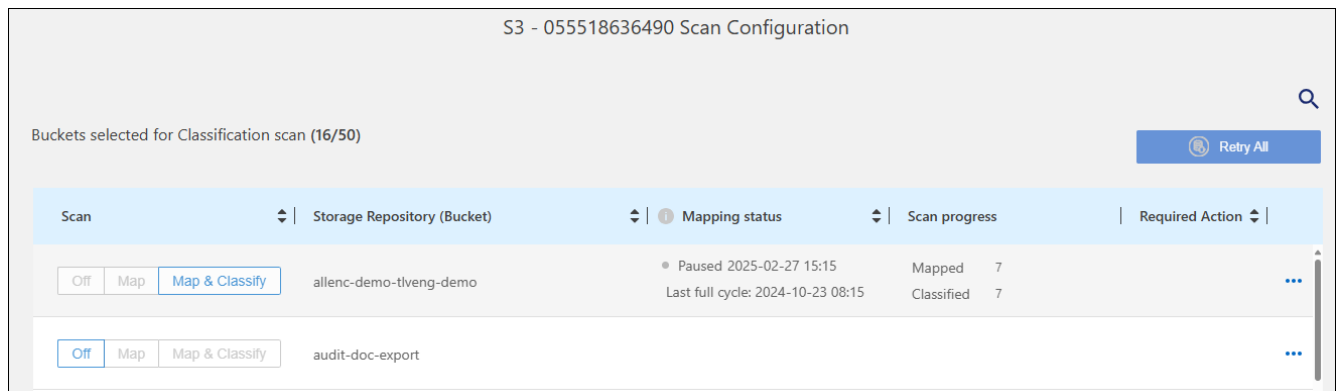 S3 - 055518636490 Scan Configuration
Buckets selected for Classification scan (16/50)
Retry All
Scan Storage Repository (Bucket) Mapping status Scan progress Required Action
Off Map Map & Classify allenc-demo-tlveng-demo Paused 2025-02-27 15:15 Mapped 7
Last full cycle: 2024-10-23 08:15 Classified 7
Off Map Map & Classify audit-doc-export